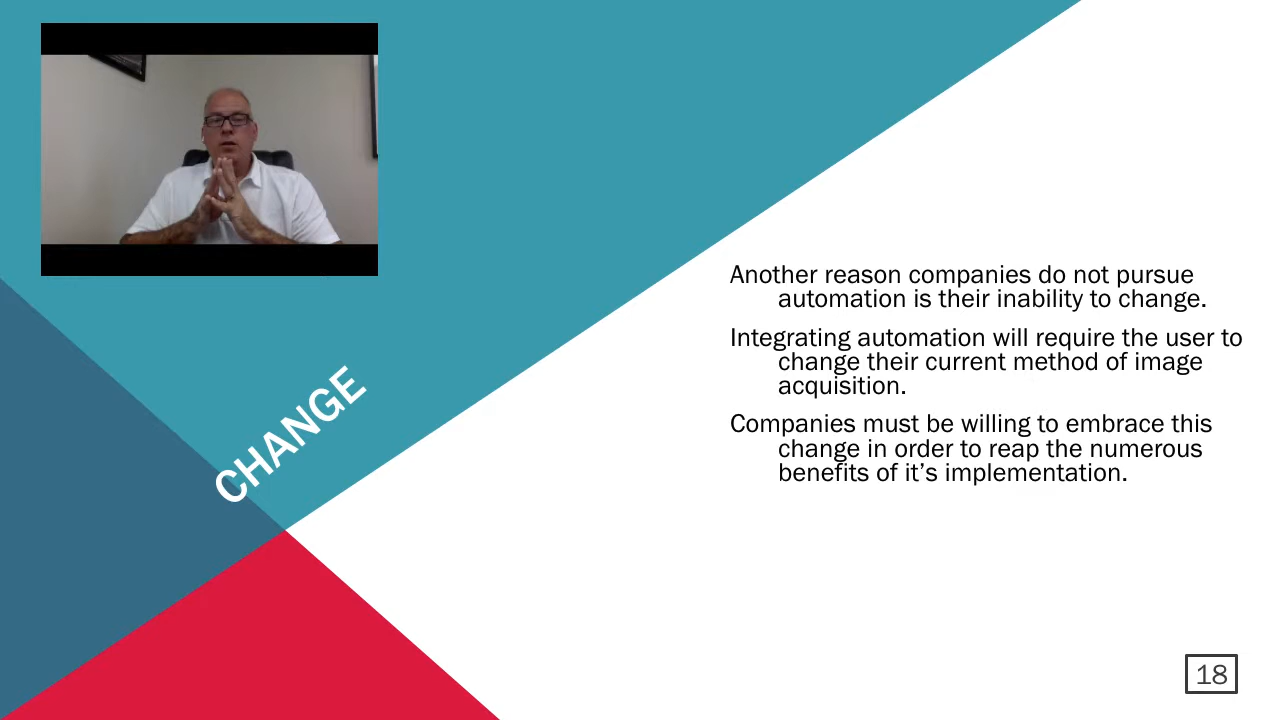 CHANGE
Another reason companies do not pursue
automation is their inability to change.
Integrating automation will require the user to
change their current method of image
acquisition.
Companies must be willing to embrace this
change in order to reap the numerous
benefits of it’s implementation.
18